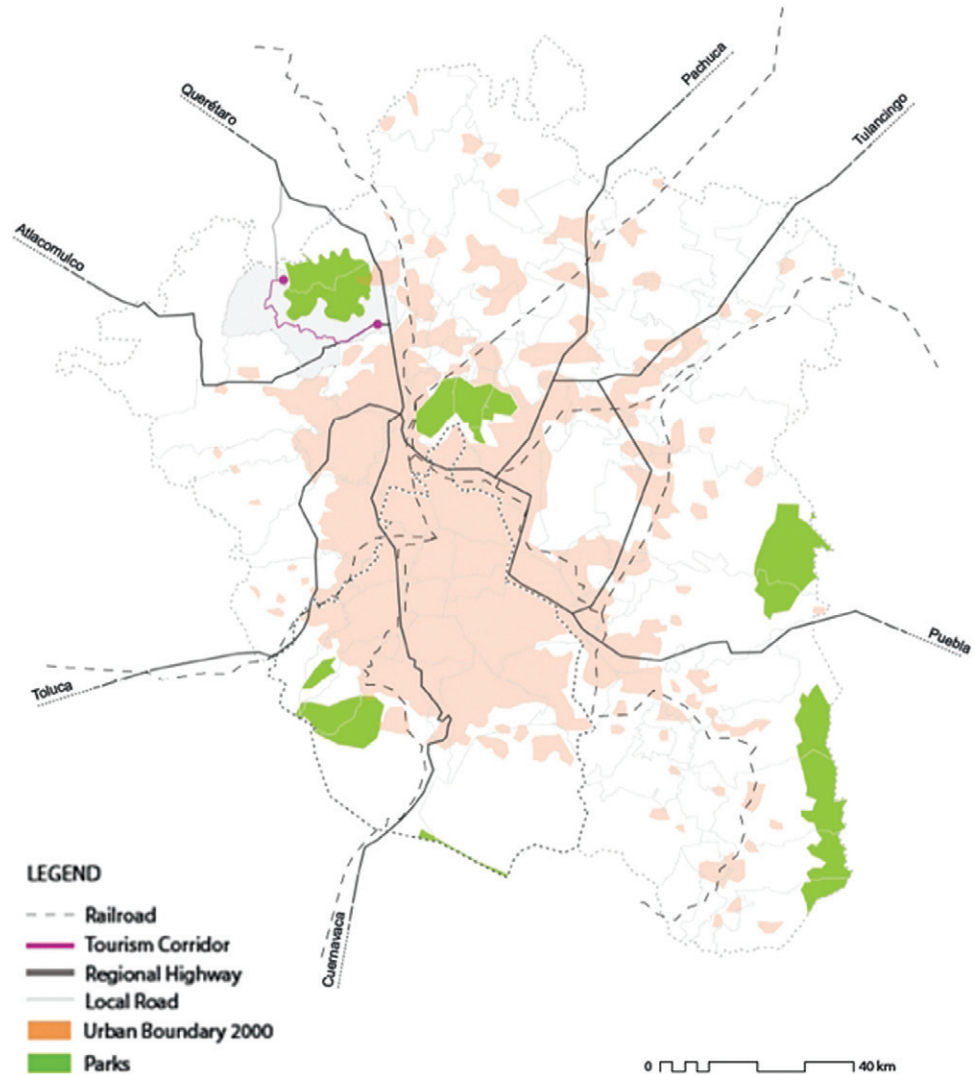 Pachuca
Querétaro
Tulancingo
Atlacomulco
Puebla
Toluca
Cuernavaca
LEGEND
Railroad
Tourism Corridor
Regional Highway
Local Road
Urban Boundary 2000
Parks
0 40 km